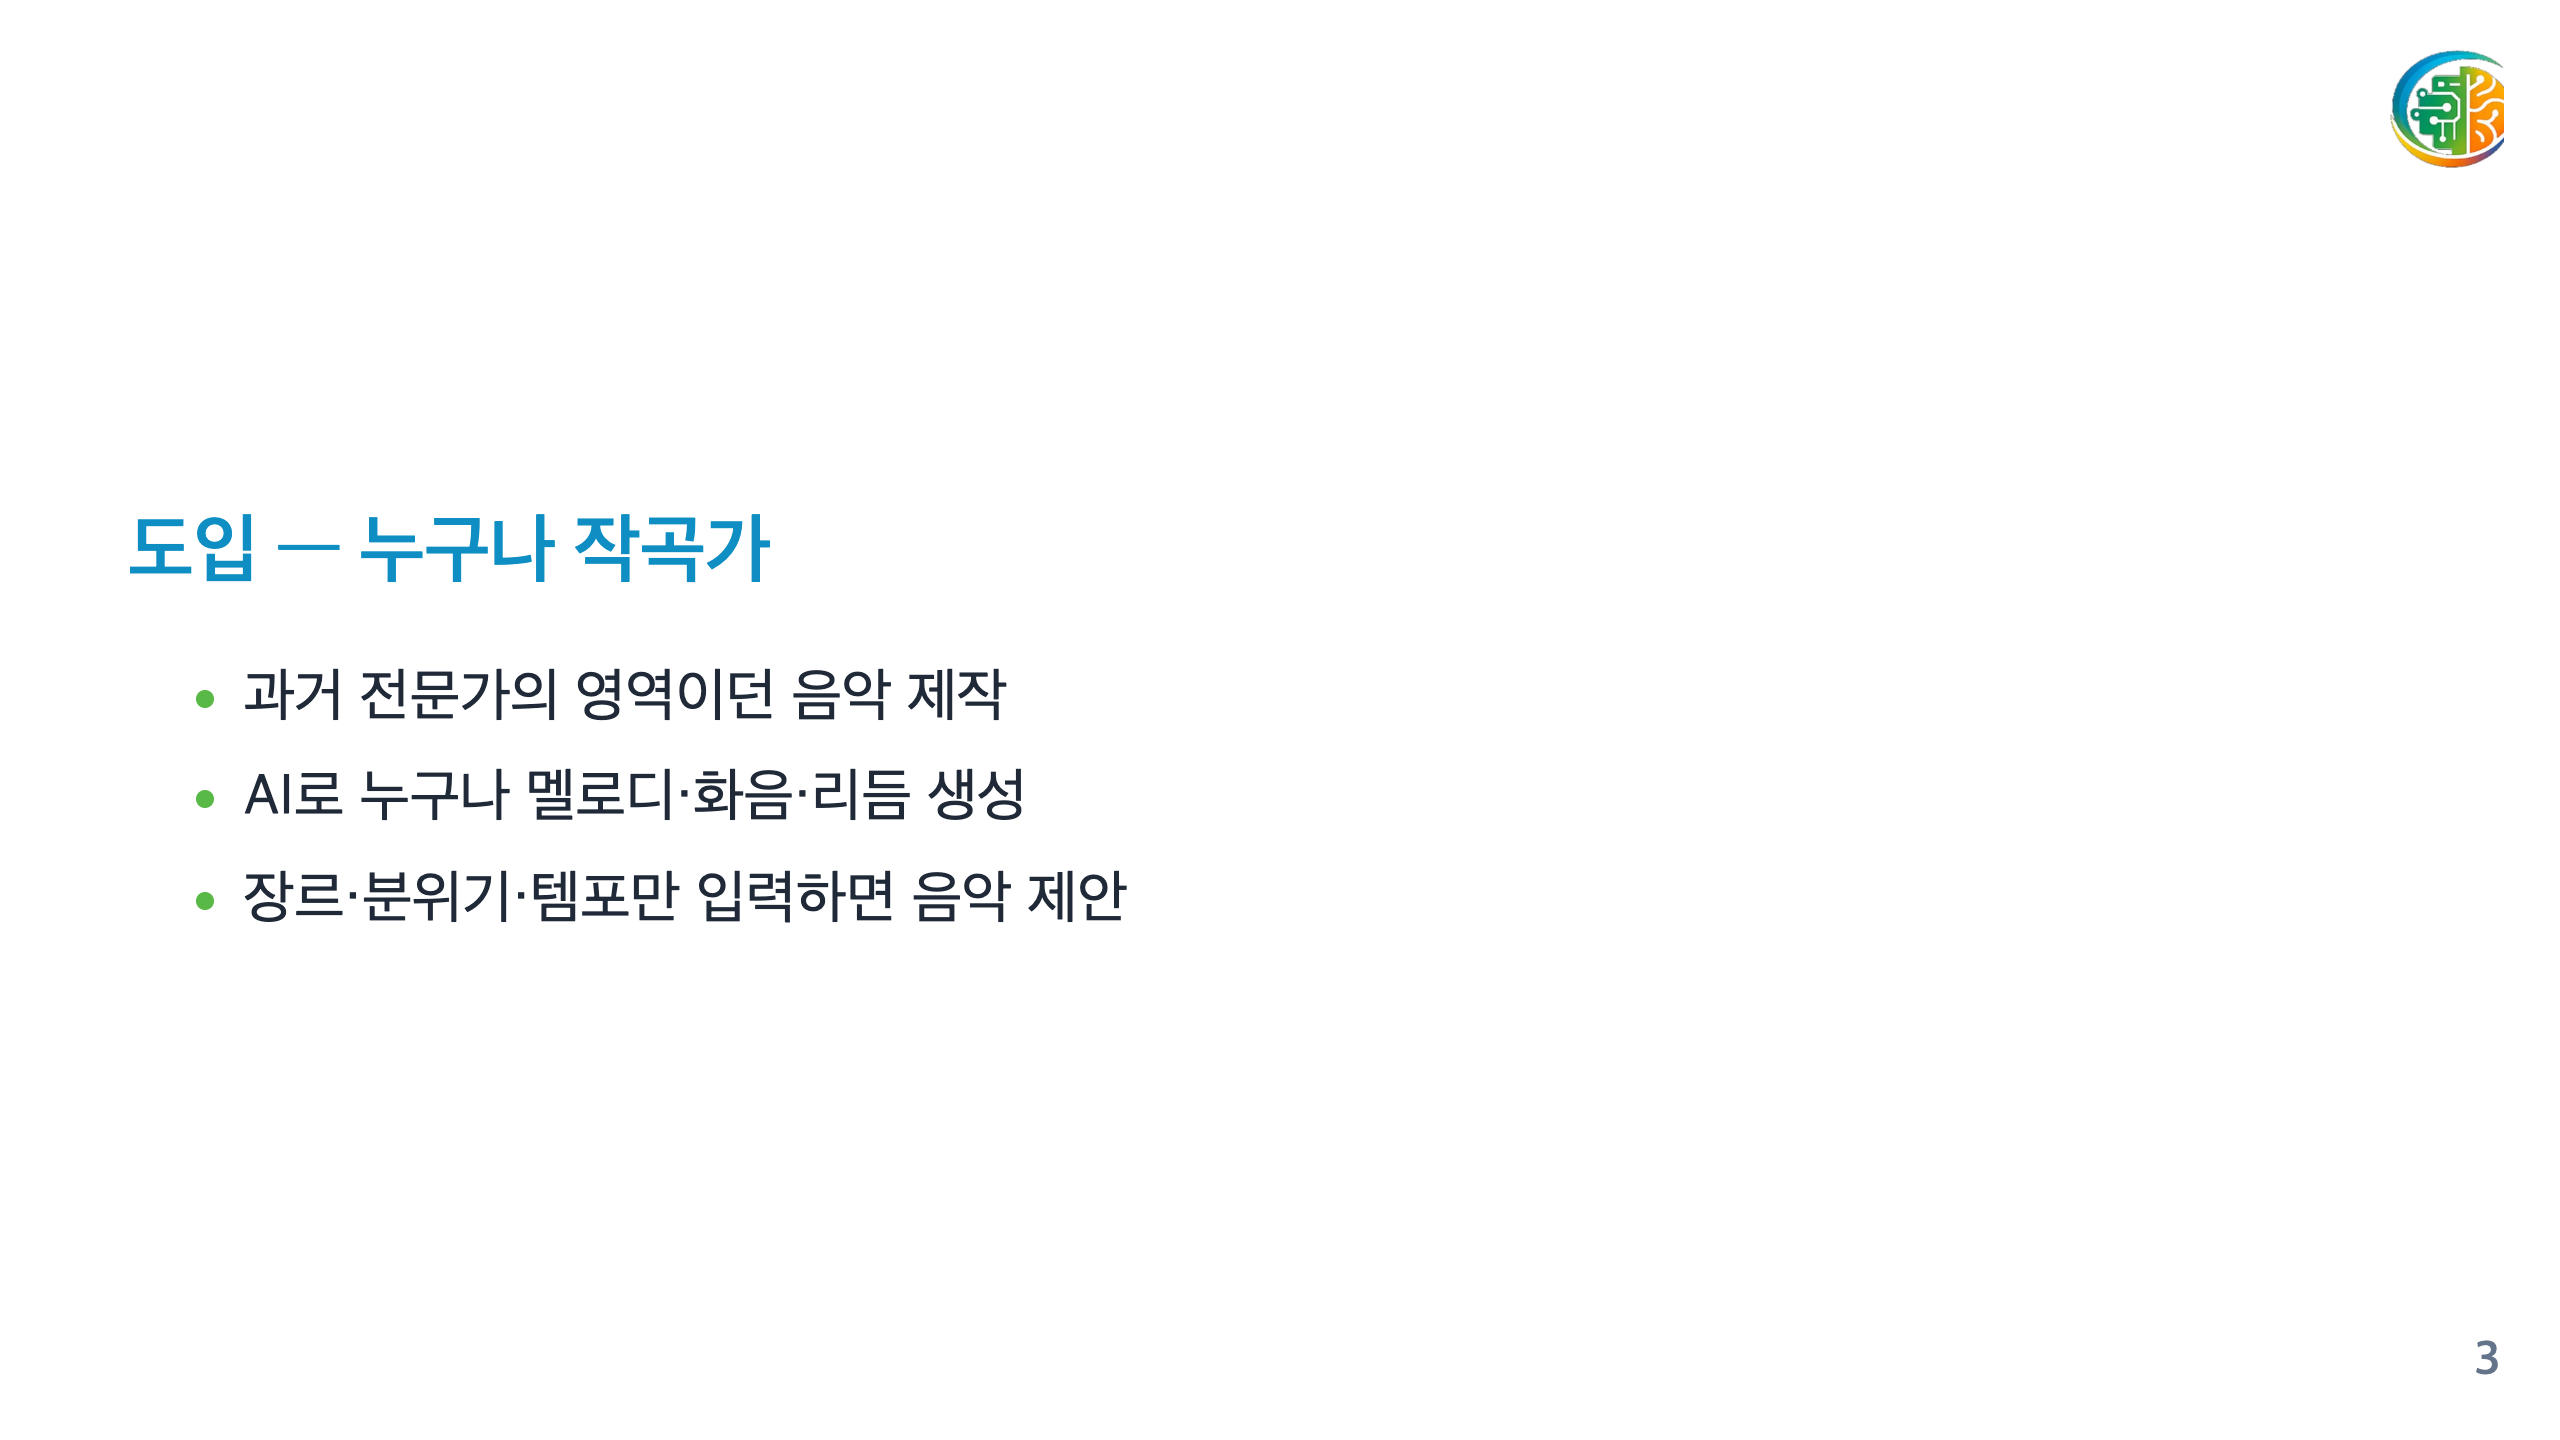 도입 — 누구나 작곡가
• 과거 전문가의 영역이던 음악 제작
• AI로 누구나 멜로디·화음·리듬 생성
• 장르·분위기·템포만 입력하면 음악 제안
3